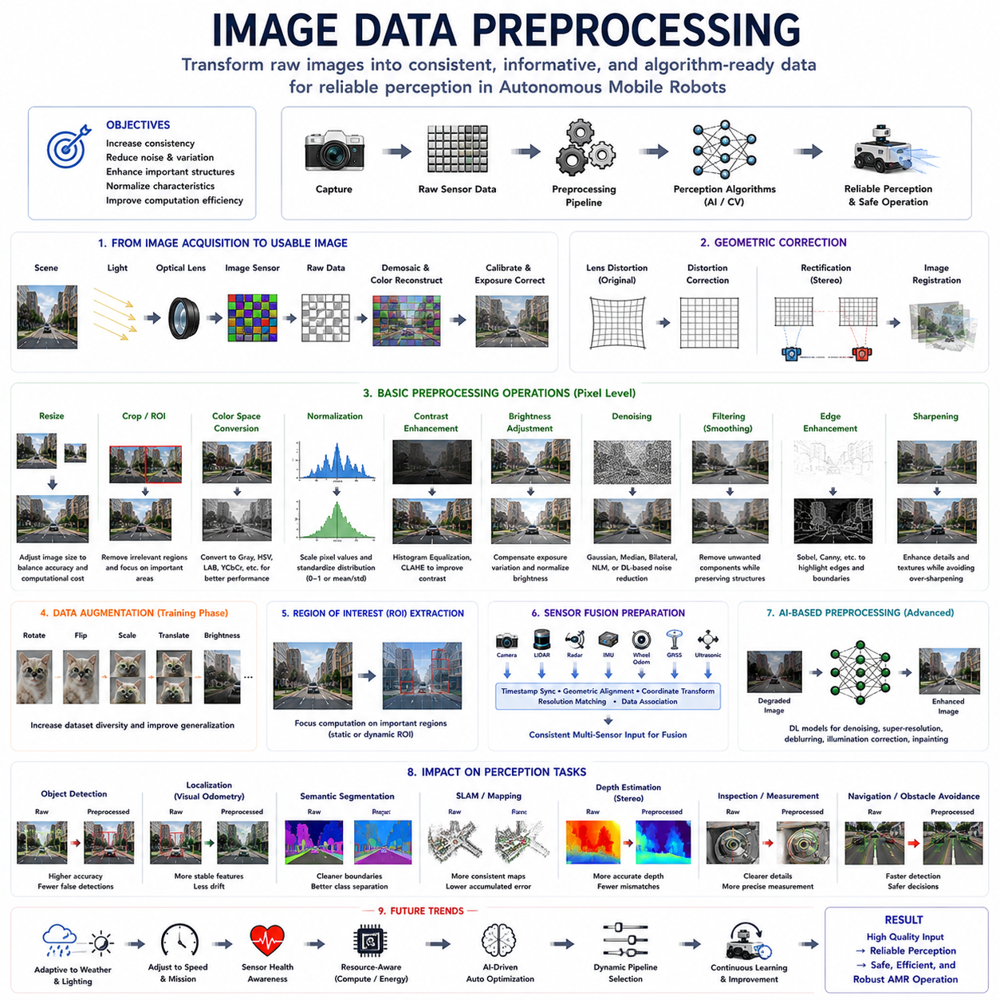 IMAGE DATA PREPROCESSING
Transform raw images into consistent, informative, and algorithm-ready data
for reliable perception in Autonomous Mobile Robots
OBJECTIVES
Increase consistency
Reduce noise & variation
Enhance important structures
Normalize characteristics
Improve computation efficiency
Capture
Raw Sensor Data
Preprocessing
Pipeline
Perception Algorithms
(AI / CV)
Reliable Perception
& Safe Operation
1. FROM IMAGE ACQUISITION TO USABLE IMAGE
Scene
Light
Optical Lens
Image Sensor
Raw Data
Demosaic &
Color Reconstruct
Calibrate &
Exposure Correct
2. GEOMETRIC CORRECTION
Lens Distortion
(Original)
Distortion
Correction
Rectification
(Stereo)
Image
Registration
3. BASIC PREPROCESSING OPERATIONS (Pixel Level)
Resize
Adjust image size to
balance accuracy and
computational cost
Crop / ROI
Remove irrelevant regions
and focus on important
areas
Color Space
Conversion
Convert to Gray, HSV,
LAB, YCbCr, etc. for
better performance
Normalization
Scale pixel values and
standardize distribution
(0–1 or mean/std)
Contrast
Enhancement
Histogram Equalization,
CLAHE to improve
contrast
Brightness
Adjustment
Compensate exposure
variation and normalize
brightness
Denoising
Gaussian, Median, Bilateral,
NLM, or DL-based noise
reduction
Filtering
(Smoothing)
Remove unwanted
components while
preserving structures
Edge
Enhancement
Sobel, Canny, etc. to
highlight edges and
boundaries
Sharpening
Enhance details and
textures while avoiding
over-sharpening
4. DATA AUGMENTATION (Training Phase)
Rotate
Flip
Scale
Translate
Brightness
...
Increase dataset diversity and improve generalization
5. REGION OF INTEREST (ROI) EXTRACTION
Focus computation on important regions
(static or dynamic ROI)
6. SENSOR FUSION PREPARATION
Camera
LiDAR
Radar
IMU
Wheel
Odom
GRSS
Ultrasonic
Timestamp Sync • Geometric Alignment • Coordinate Transform
Resolution Matching • Data Association
Consistent Multi-Sensor Input for Fusion
7. AI-BASED PREPROCESSING (Advanced)
Degraded
Image
Enhanced
Image
DL models for denoising, super-resolution,
deblurring, illumination correction, inpainting
8. IMPACT ON PERCEPTION TASKS
Object Detection
Raw
Preprocessed
Higher accuracy
Fewer false detections
Localization
(Visual Odometry)
Raw
Preprocessed
More stable features
Less drift
Semantic Segmentation
Raw
Cleaner boundaries
Better class separation
SLAM / Mapping
Raw
More consistent maps
Lower accumulated error
Depth Estimation
(Stereo)
Raw
Preprocessed
More accurate depth
Fewer mismatches
Inspection / Measurement
Raw
Preprocessed
Clearer details
More precise measurement
Navigation / Obstacle Avoidance
Raw
Preprocessed
Faster detection
Safer decisions
9. FUTURE TRENDS
Adaptive to Weather
& Lighting
Adjust to Speed
& Mission
Sensor Health
Awareness
Resource-Aware
(Compute / Energy)
AI-Driven
Auto Optimization
Dynamic Pipeline
Selection
Continuous Learning
& Improvement
RESULT
High Quality Input
→ Reliable Perception
→ Safe, Efficient, and
Robust AMR Operation